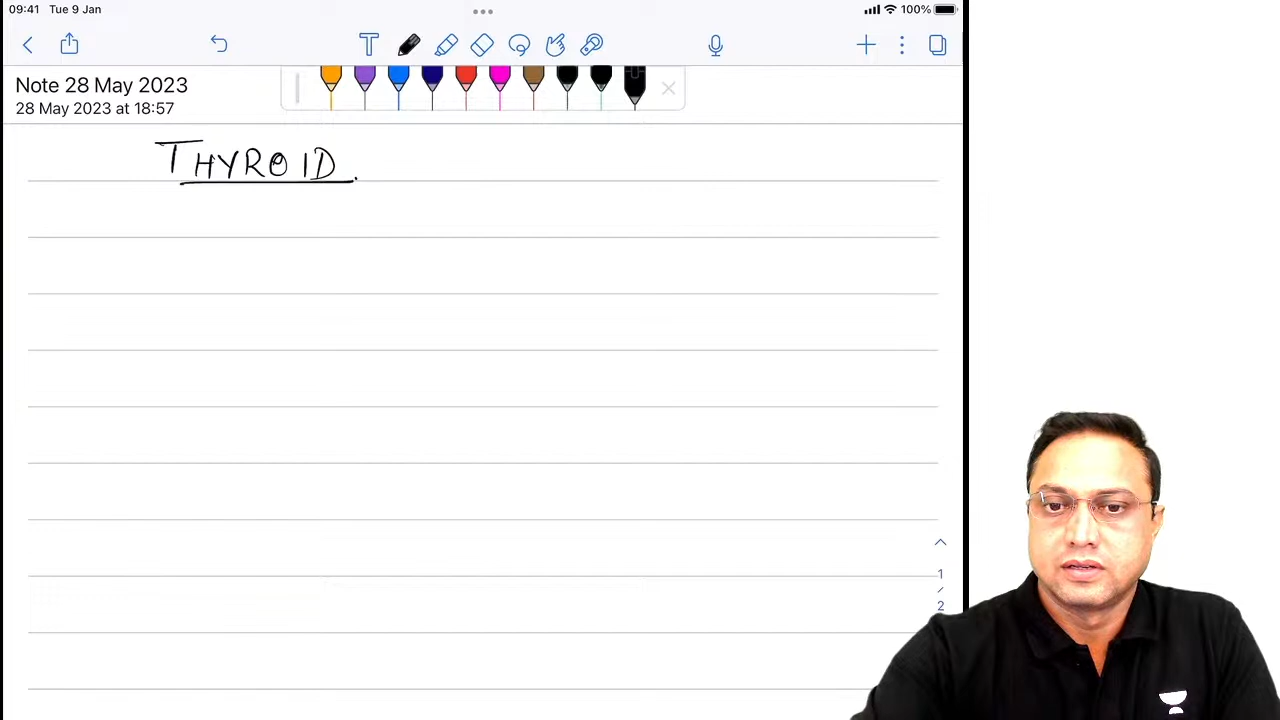 09:41 Tue 9 Jan
100%
T
Note 28 May 2023
28 May 2023 at 18:57
THYROID.
1
/
2